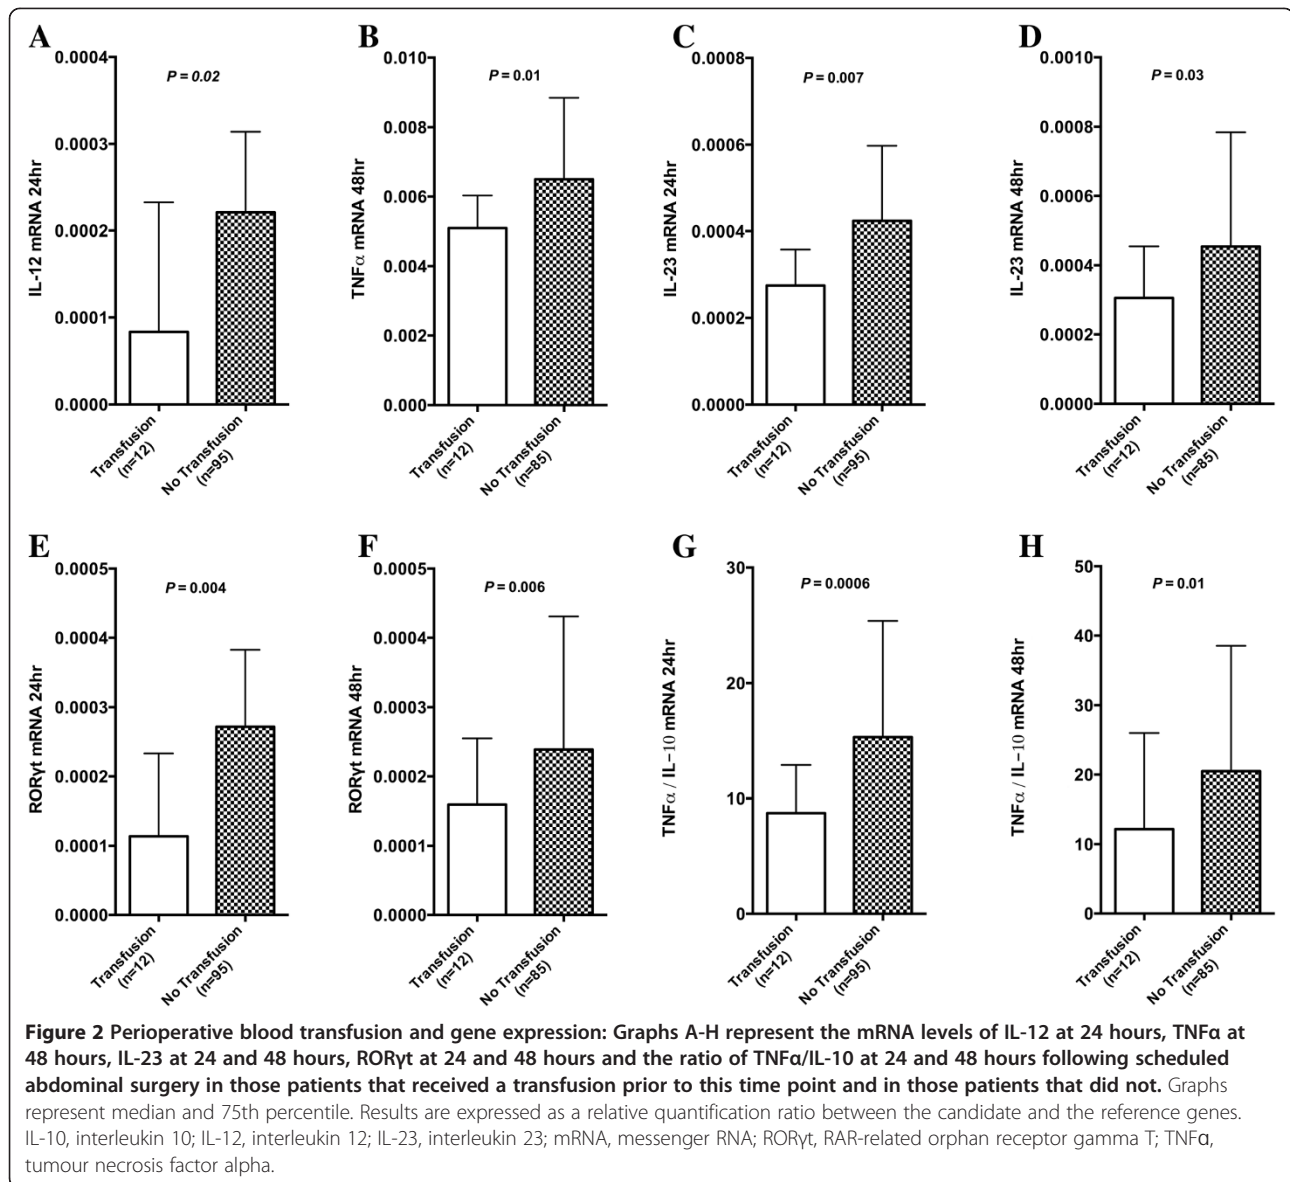 A
0.0004
0.0003
0.0002
0.0001
0.0000
IL-12 mRNA 24hr
P = 0.02
Transfusion
(n=12)
No Transfusion
(n=95)
B
0.010
0.008
0.006
0.004
0.002
0.000
TNFα mRNA 48hr
P = 0.01
Transfusion
(n=12)
No Transfusion
(n=85)
C
0.0008
0.0006
0.0004
0.0002
0.0000
IL-23 mRNA 24hr
P = 0.007
Transfusion
(n=12)
No Transfusion
(n=95)
D
0.0010
0.0008
0.0006
0.0004
0.0002
0.0000
IL-23 mRNA 48hr
P = 0.03
Transfusion
(n=12)
No Transfusion
(n=85)
E
0.0005
0.0004
0.0003
0.0002
0.0001
0.0000
RORγt mRNA 24hr
P = 0.004
Transfusion
(n=12)
No Transfusion
(n=95)
F
0.0005
0.0004
0.0003
0.0002
0.0001
0.0000
RORγt mRNA 48hr
P = 0.006
Transfusion
(n=12)
No Transfusion
(n=85)
G
30
20
10
0
TNFα / IL−10 mRNA 24hr
P = 0.0006
Transfusion
(n=12)
No Transfusion
(n=95)
H
50
40
30
20
10
0
TNFα / IL−10 mRNA 48hr
P = 0.01
Transfusion
(n=12)
No Transfusion
(n=85)
Figure 2 Perioperative blood transfusion and gene expression: Graphs A-H represent the mRNA levels of IL-12 at 24 hours, TNFα at
48 hours, IL-23 at 24 and 48 hours, RORγt at 24 and 48 hours and the ratio of TNFα/IL-10 at 24 and 48 hours following scheduled
abdominal surgery in those patients that received a transfusion prior to this time point and in those patients that did not. Graphs
represent median and 75th percentile. Results are expressed as a relative quantification ratio between the candidate and the reference genes.
IL-10, interleukin 10; IL-12, interleukin 12; IL-23, interleukin 23; mRNA, messenger RNA; RORγt, RAR-related orphan receptor gamma T; TNFα,
tumour necrosis factor alpha.